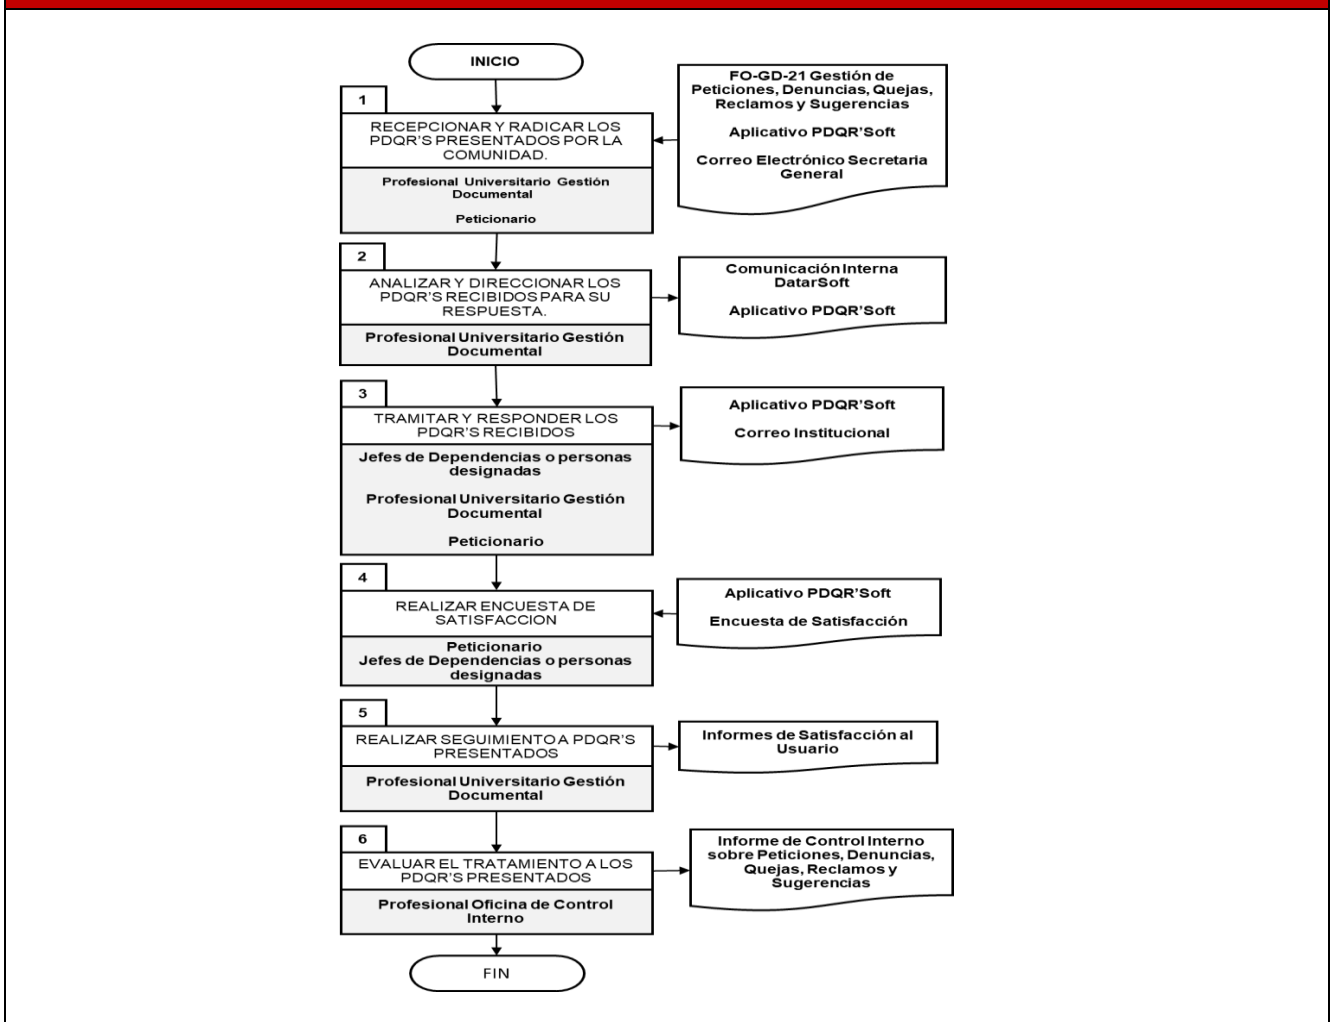 INICIO
FO-GD-21 Gestión de
Peticiones, Denuncias, Quejas,
Reclamos y Sugerencias
Aplicativo PDQR'Soft
Correo Electrónico Secretaria
General
1
RECEPCIONAR Y RADICAR LOS
PDQR'S PRESENTADOS POR LA
COMUNIDAD.
Profesional Universitario Gestión
Documental
Peticionario
2
ANALIZAR Y DIRECCIONAR LOS
PDQR'S RECIBIDOS PARA SU
RESPUESTA.
Profesional Universitario Gestión
Documental
Comunicación Interna
DatarSoft
Aplicativo PDQR'Soft
3
TRAMITAR Y RESPONDER LOS
PDQR'S RECIBIDOS
Jefes de Dependencias o personas
designadas
Profesional Universitario Gestión
Documental
Peticionario
Aplicativo PDQR'Soft
Correo Institucional
4
REALIZAR ENCUESTA DE
SATISFACCION
Peticionario
Jefes de Dependencias o personas
designadas
Aplicativo PDQR'Soft
Encuesta de Satisfacción
5
REALIZAR SEGUIMIENTO A PDQR'S
PRESENTADOS
Profesional Universitario Gestión
Documental
Informes de Satisfacción al
Usuario
6
EVALUAR EL TRATAMIENTO A LOS
PDQR'S PRESENTADOS
Profesional Oficina de Control
Interno
Informe de Control Interno
sobre Peticiones, Denuncias,
Quejas, Reclamos y
Sugerencias
FIN